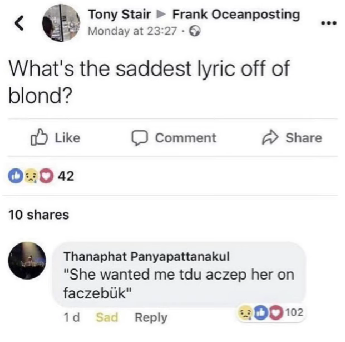 Tony Stair ▶ Frank Oceanposting
Monday at 23:27 ·
What's the saddest lyric off of
blond?
Like Comment Share
42
10 shares
Thanaphat Panyapattanakul
"She wanted me tdu aczep her on
faczebük"
1 d Sad Reply 102